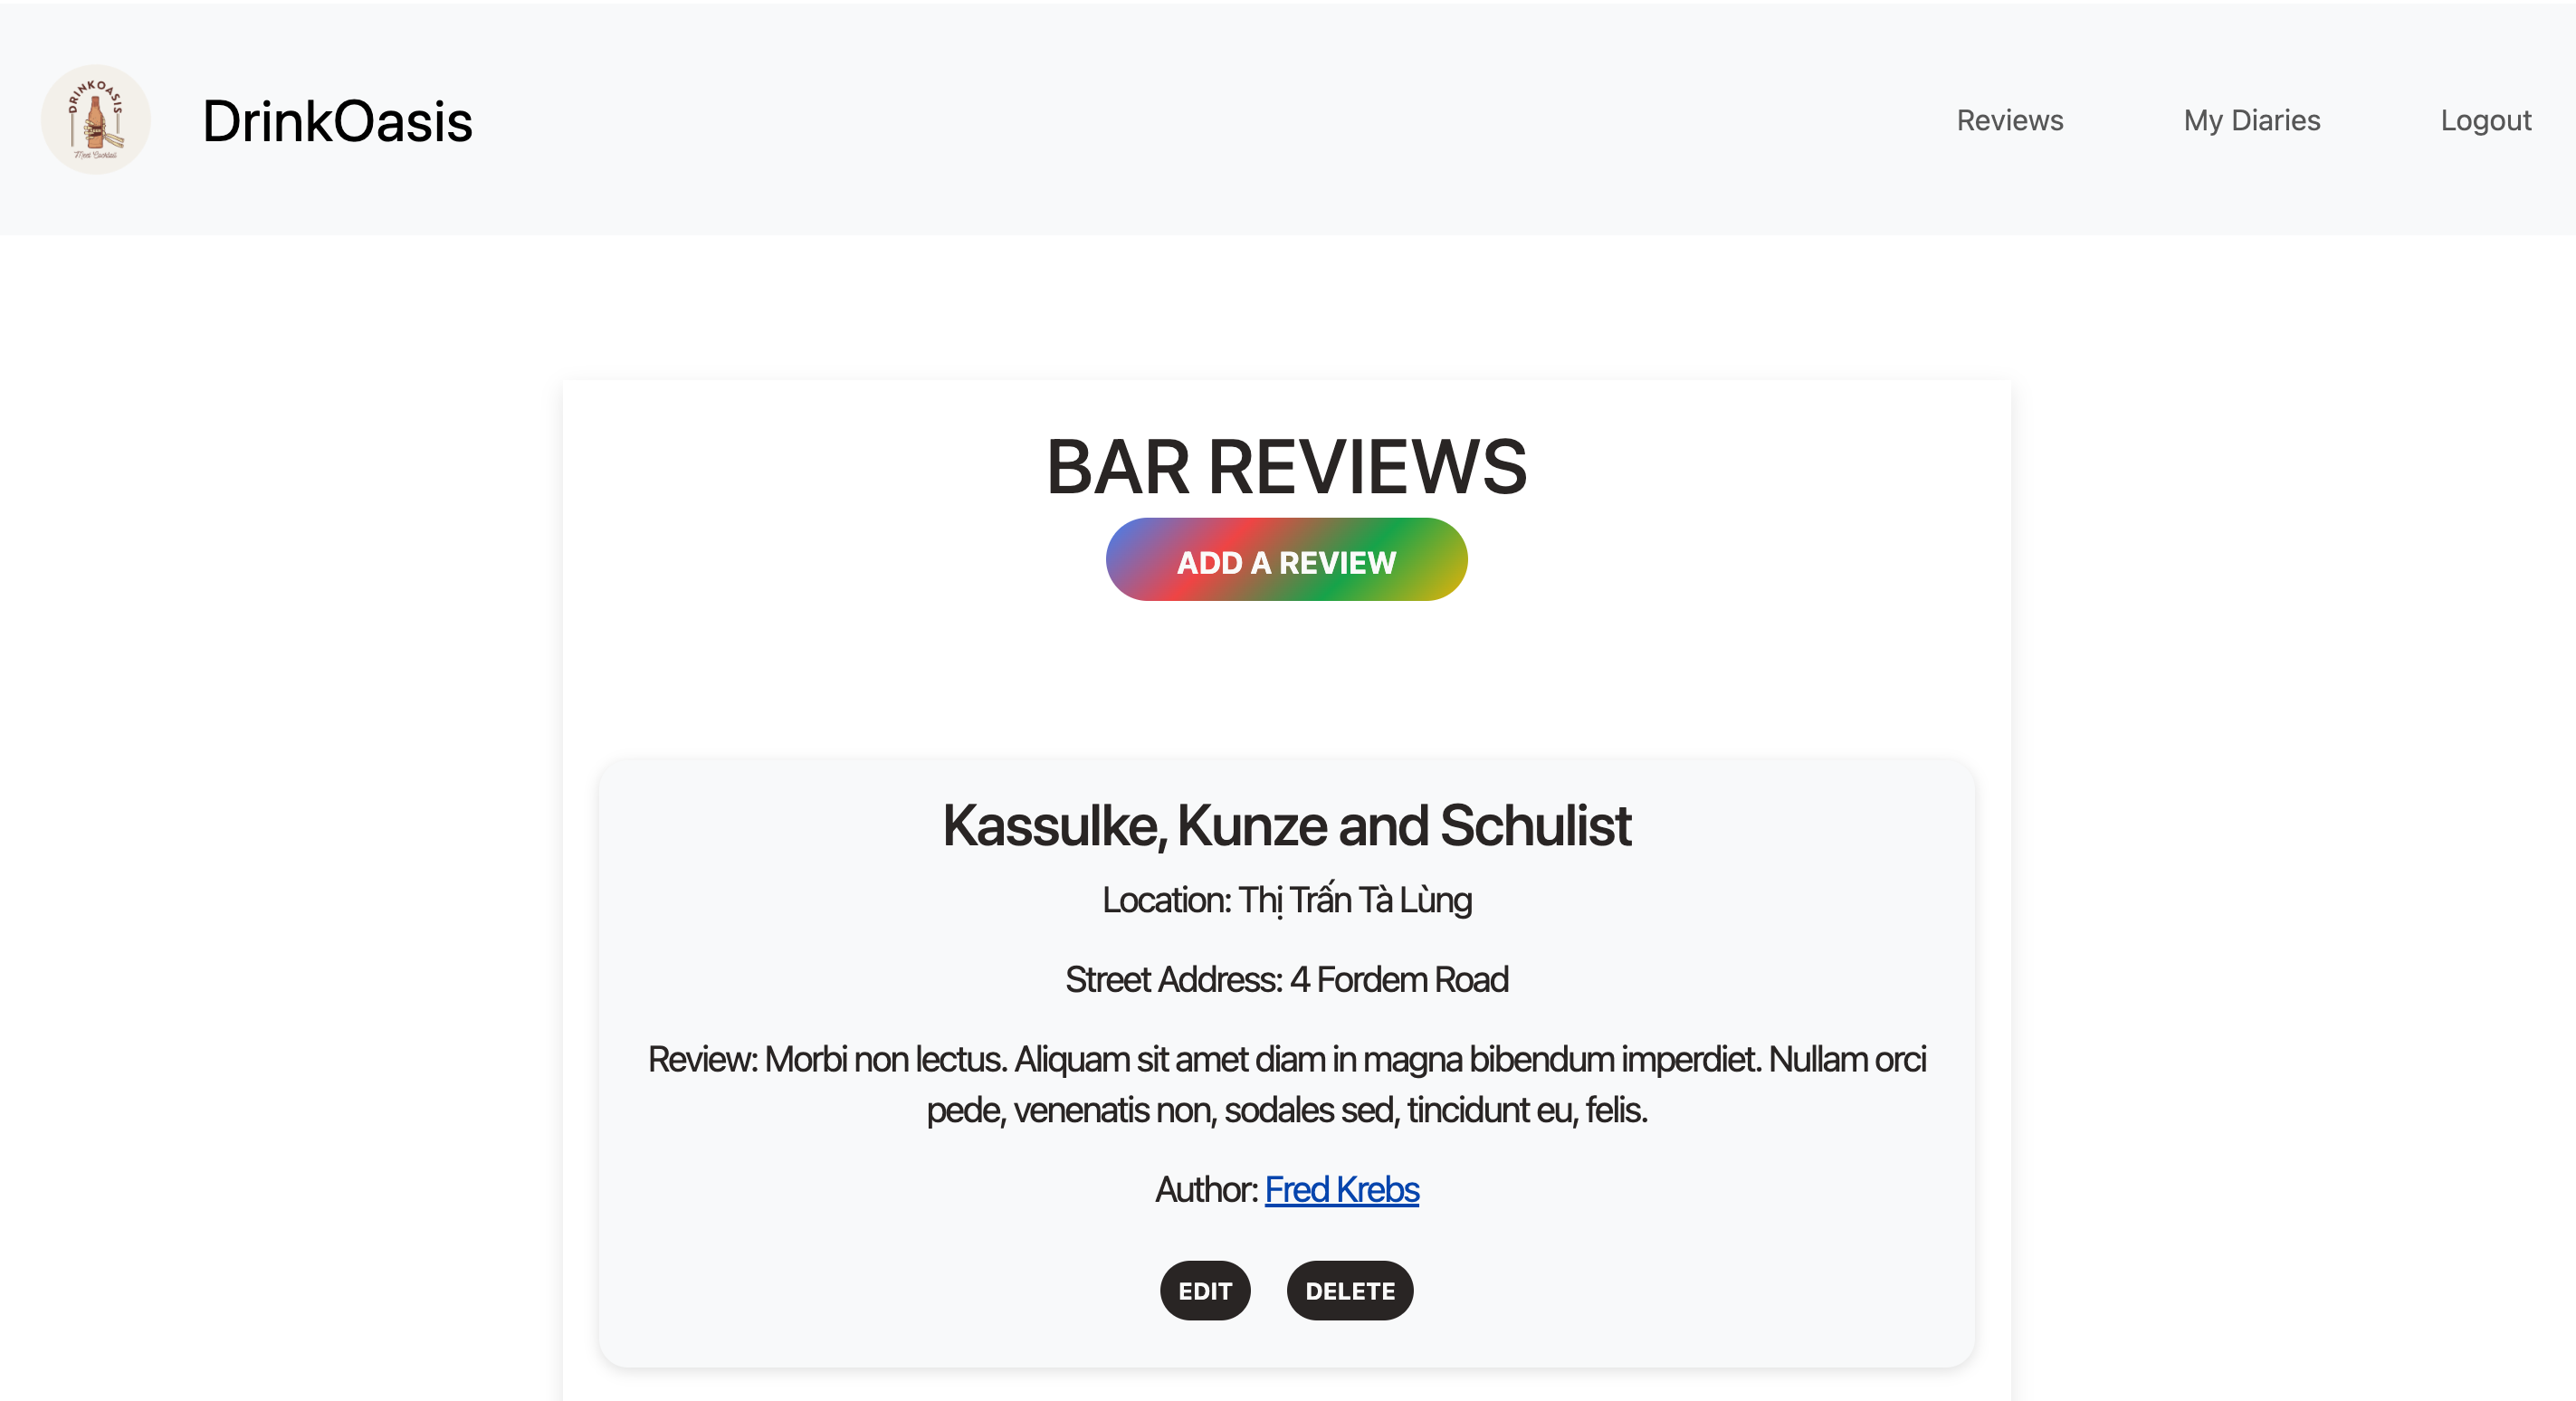 DRINKOASIS
DrinkOasis
Reviews
My Diaries
Logout
BAR REVIEWS
ADD A REVIEW
Kassulke, Kunze and Schulist
Location: Thị Trấn Tà Lùng
Street Address: 4 Fordem Road
Review: Morbi non lectus. Aliquam sit amet diam in magna bibendum imperdiet. Nullam orci
pede, venenatis non, sodales sed, tincidunt eu, felis.
Author: Fred Krebs
EDIT
DELETE